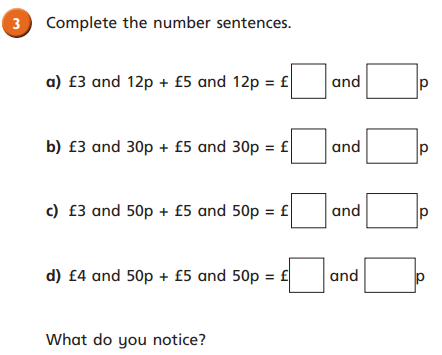 3 Complete the number sentences.
a) £3 and 12p + £5 and 12p = £ and p
b) £3 and 30p + £5 and 30p = £ and p
c) £3 and 50p + £5 and 50p = £ and p
d) £4 and 50p + £5 and 50p = £ and p
What do you notice?